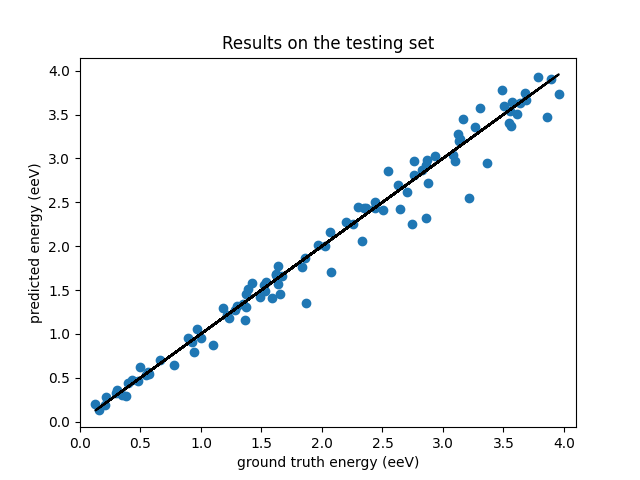 Results on the testing set
4.0
3.5
3.0
2.5
2.0
1.5
1.0
0.5
0.0
predicted energy (eeV)
0.0 0.5 1.0 1.5 2.0 2.5 3.0 3.5 4.0
ground truth energy (eeV)